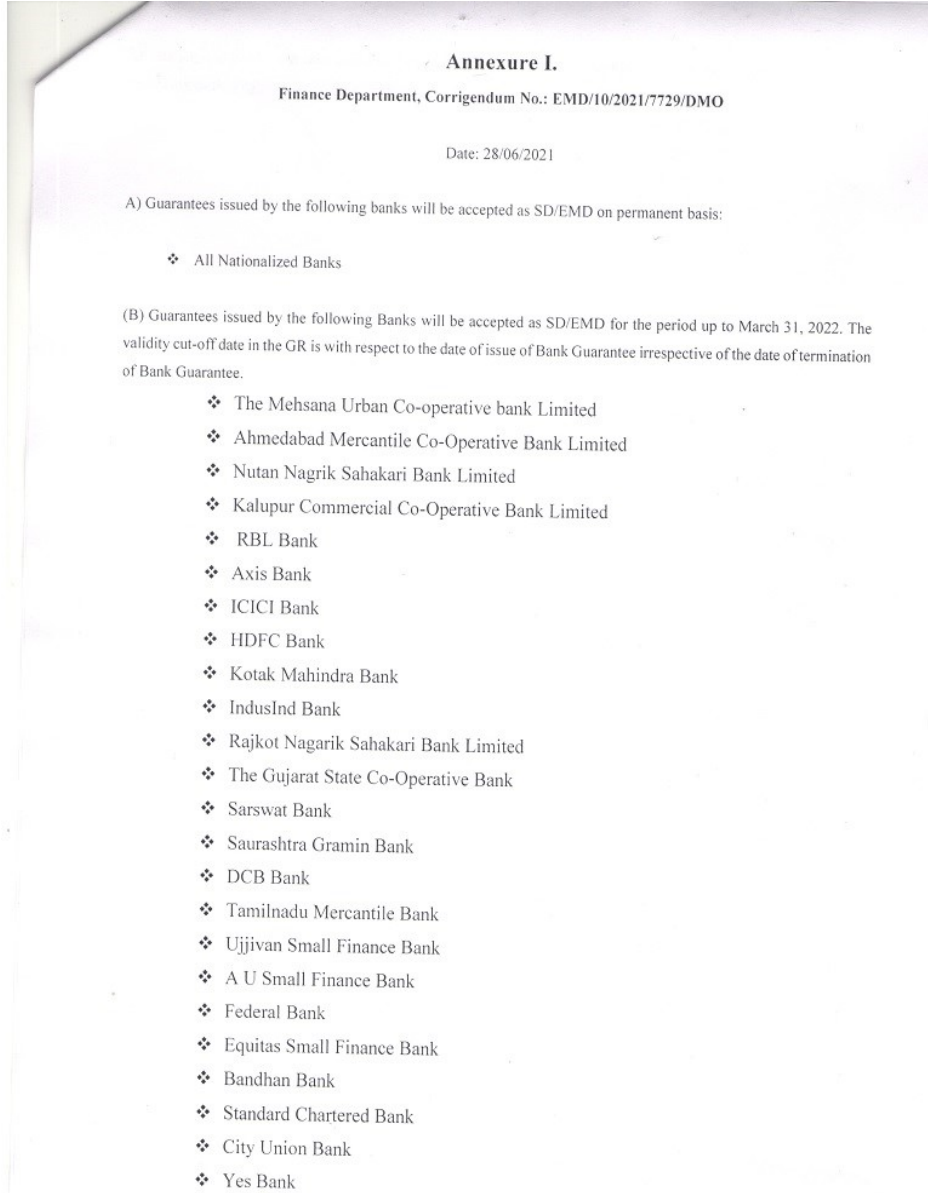 Annexure I.
Finance Department, Corrigendum No.: EMD/10/2021/7729/DMO
Date: 28/06/2021
A) Guarantees issued by the following banks will be accepted as SD/EMD on permanent basis:
❖ All Nationalized Banks
(B) Guarantees issued by the following Banks will be accepted as SD/EMD for the period up to March 31, 2022. The
validity cut-off date in the GR is with respect to the date of issue of Bank Guarantee irrespective of the date of termination
of Bank Guarantee.
❖ The Mehsana Urban Co-operative bank Limited
❖ Ahmedabad Mercantile Co-Operative Bank Limited
❖ Nutan Nagrik Sahakari Bank Limited
❖ Kalupur Commercial Co-Operative Bank Limited
❖ RBL Bank
❖ Axis Bank
❖ ICICI Bank
❖ HDFC Bank
❖ Kotak Mahindra Bank
❖ IndusInd Bank
❖ Rajkot Nagarik Sahakari Bank Limited
❖ The Gujarat State Co-Operative Bank
❖ Sarswat Bank
❖ Saurashtra Gramin Bank
❖ DCB Bank
❖ Tamilnadu Mercantile Bank
❖ Ujjivan Small Finance Bank
❖ A U Small Finance Bank
❖ Federal Bank
❖ Equitas Small Finance Bank
❖ Bandhan Bank
❖ Standard Chartered Bank
❖ City Union Bank
❖ Yes Bank